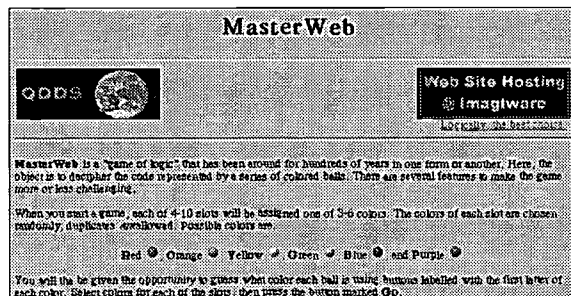 MasterWeb
QDDS
Web Site Hosting
@ Imagiware
Logically, the best choice.
MasterWeb is a "game of logic" that has been around for hundreds of years in one form or another. Here, the
object is to decipher the code represented by a series of colored balls. There are several features to make the game
more or less challenging.
When you start a game, each of 4-10 slots will be assigned one of 3-6 colors. The colors of each slot are chosen
randomly, duplicates allowed. Possible colors are:
Red , Orange , Yellow , Green , Blue , and Purple
You will the be given the opportunity to guess what color each ball is using buttons labelled with the first letter of
each color. Select colors for each of the slots, then press the button marked Go.